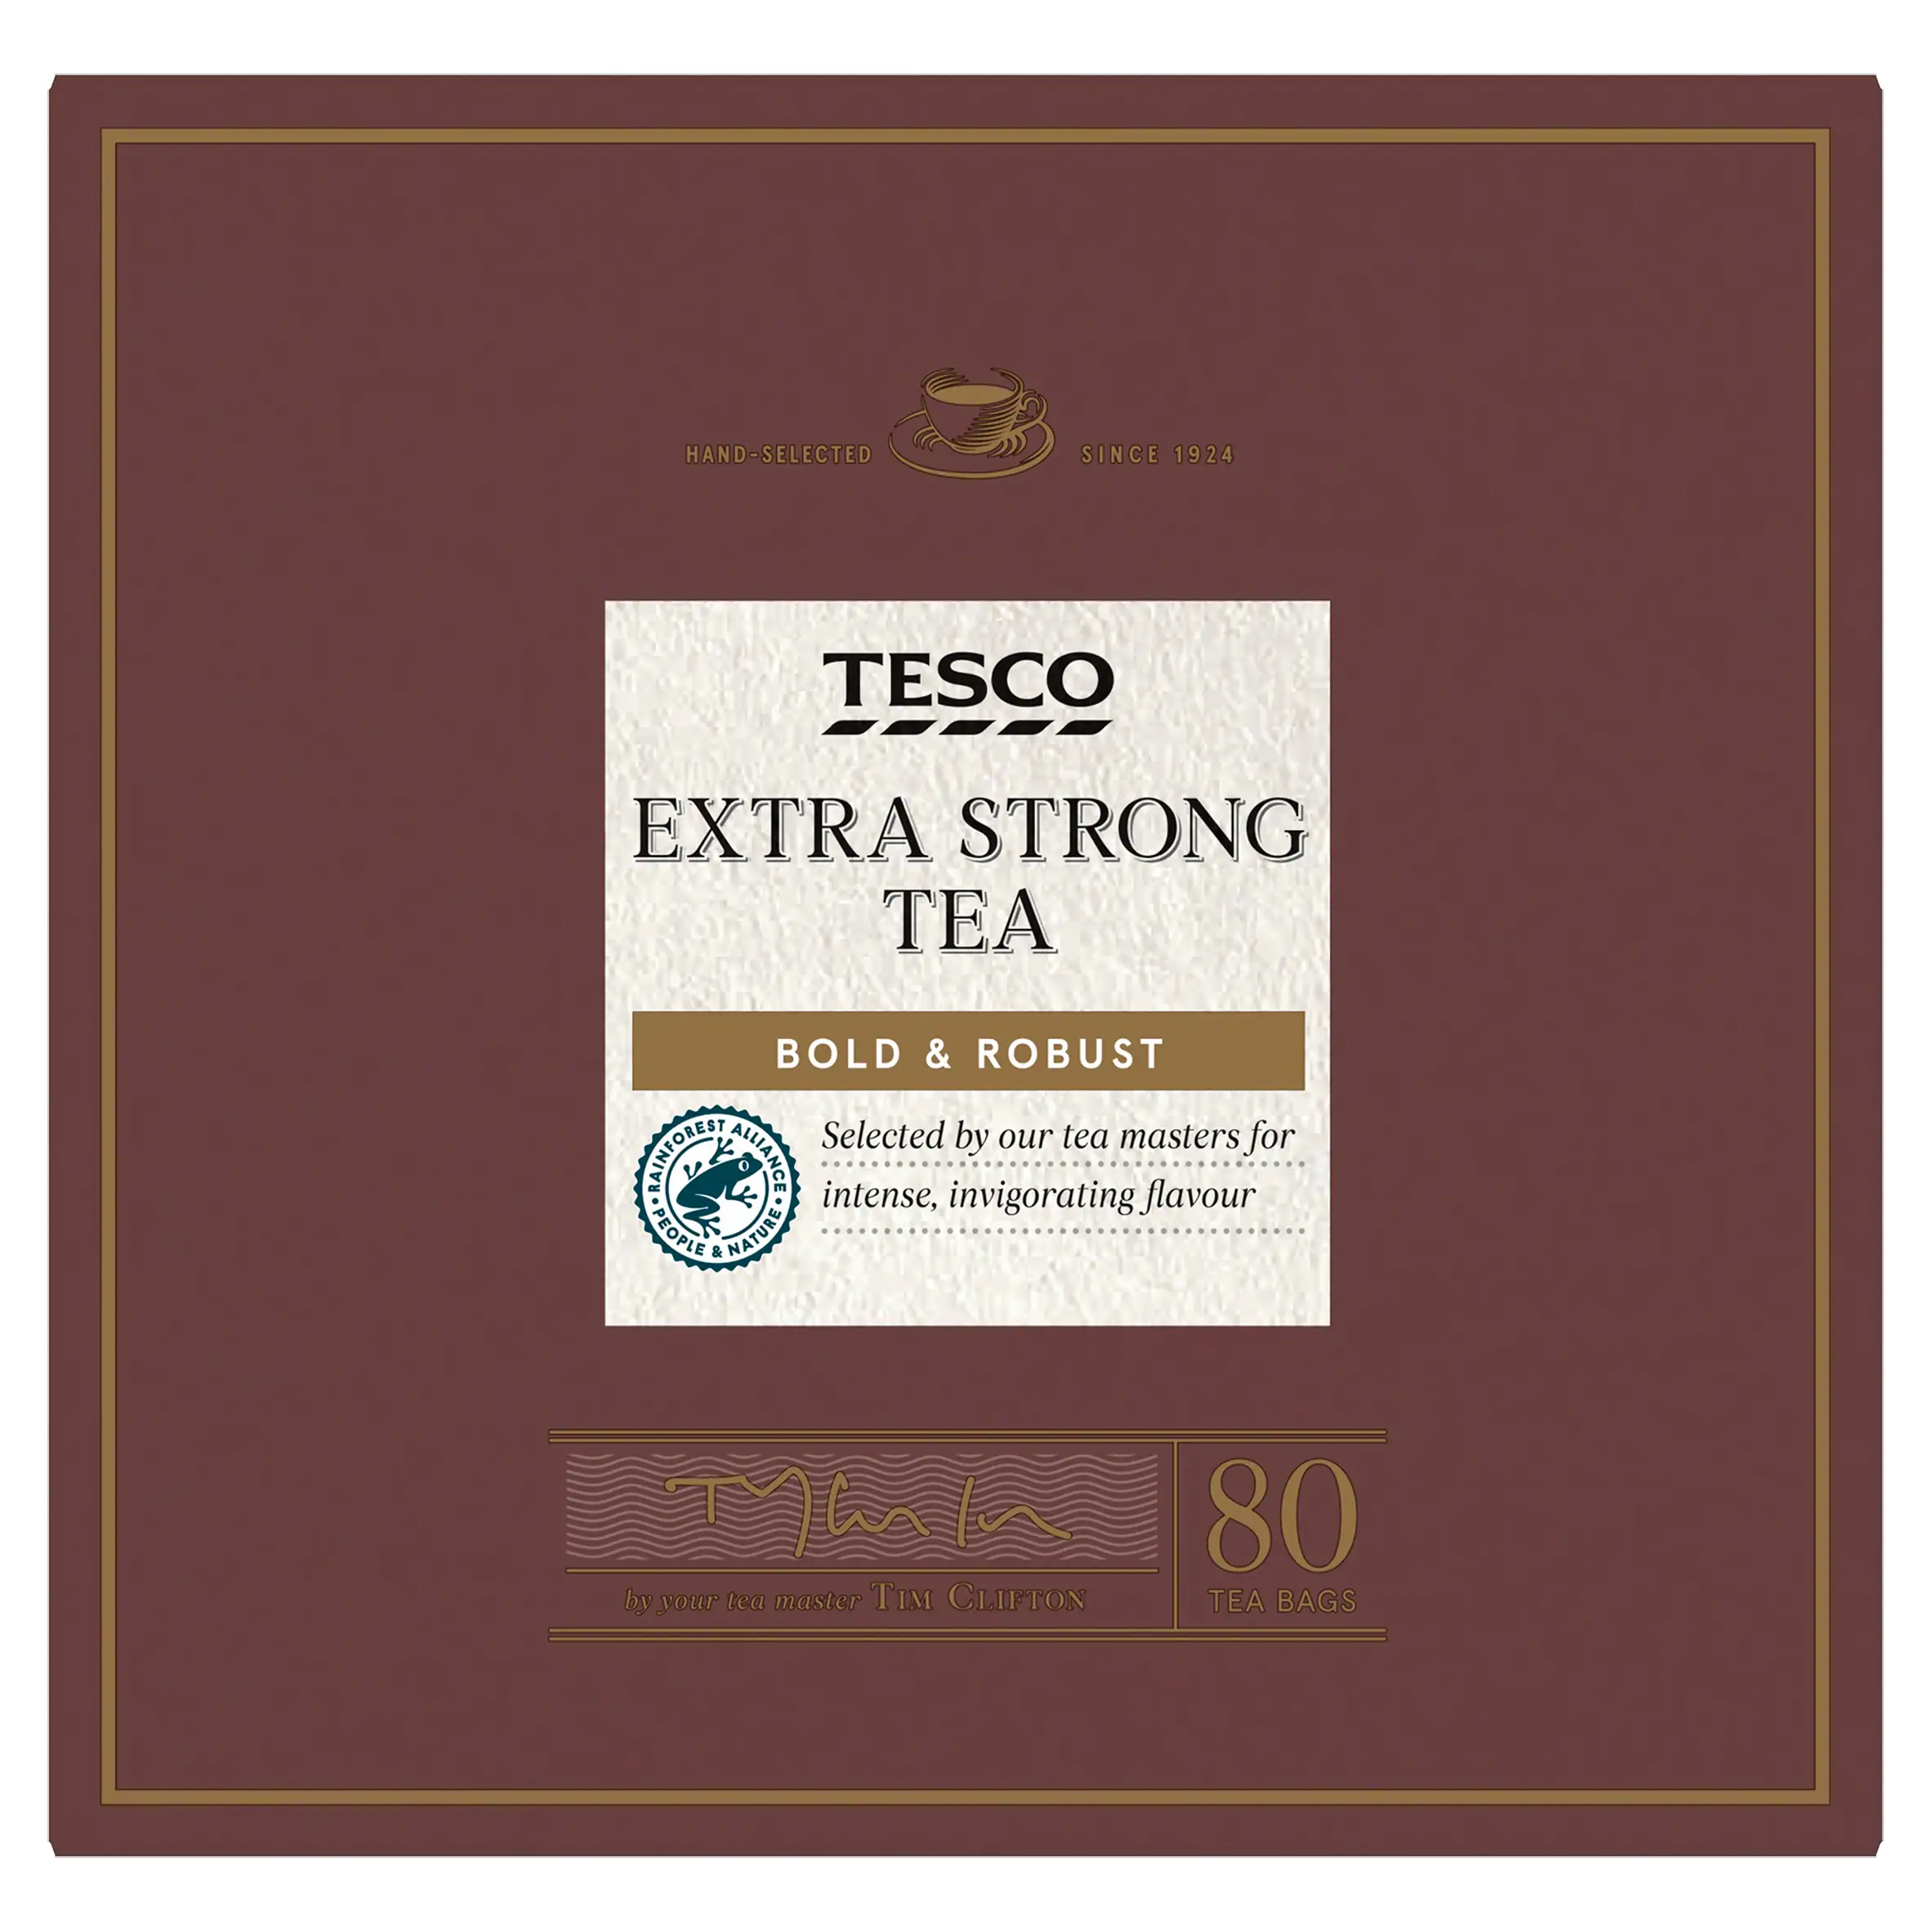 HAND-SELECTED SINCE 1924
TESCO
EXTRA STRONG
TEA
BOLD & ROBUST
RAINFOREST ALLIANCE
PEOPLE & NATURE
Selected by our tea masters for
intense, invigorating flavour
80
TEA BAGS
by your tea master TIM CLIFTON